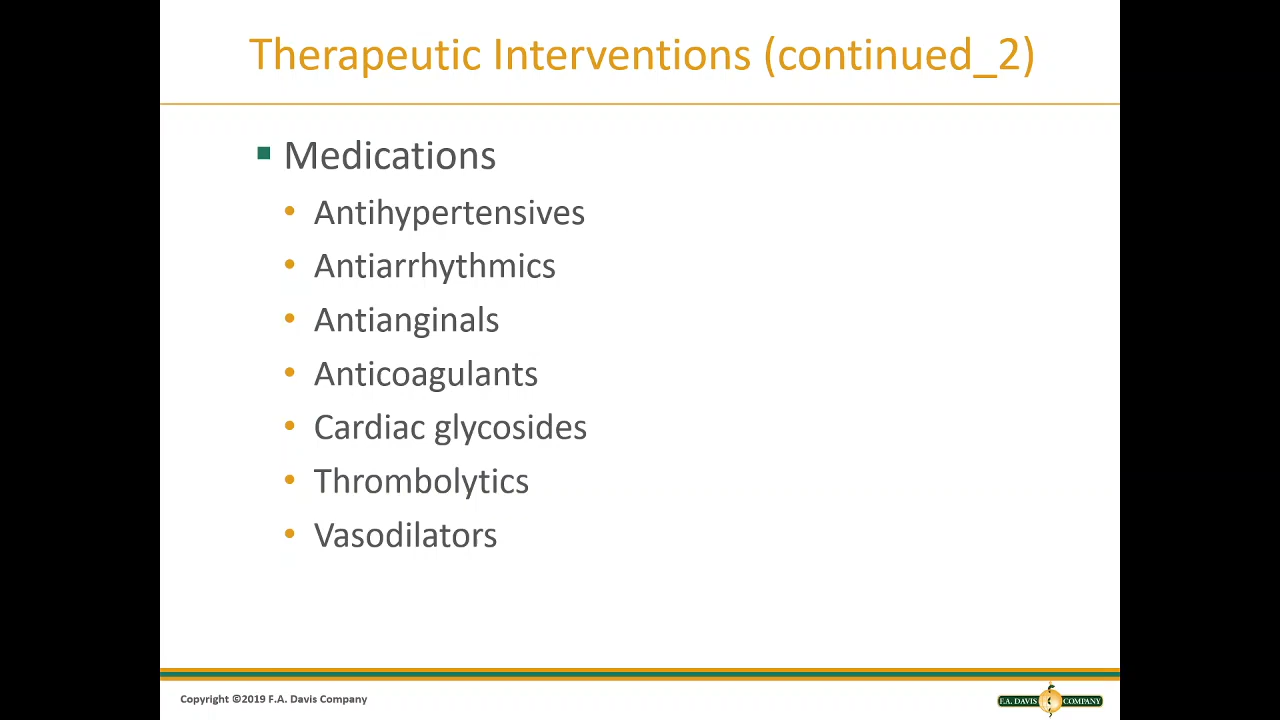 Therapeutic Interventions (continued_2)
Medications
Antihypertensives
Antiarrhythmics
Antianginals
Anticoagulants
Cardiac glycosides
Thrombolytics
Vasodilators
Copyright ©2019 F.A. Davis Company
F.A. DAVIS COMPANY